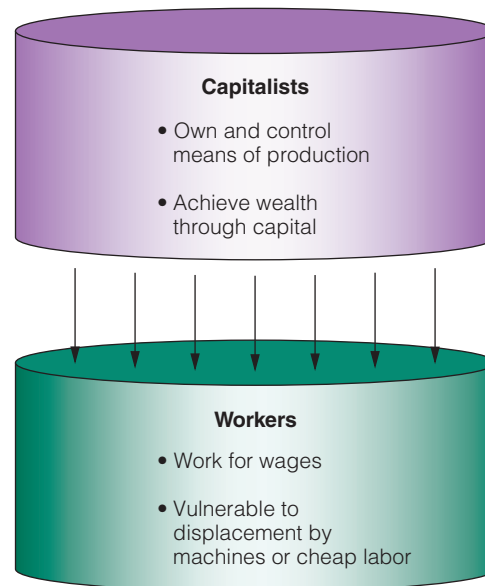 Capitalists
• Own and control
means of production
• Achieve wealth
through capital
Workers
• Work for wages
• Vulnerable to
displacement by
machines or cheap labor